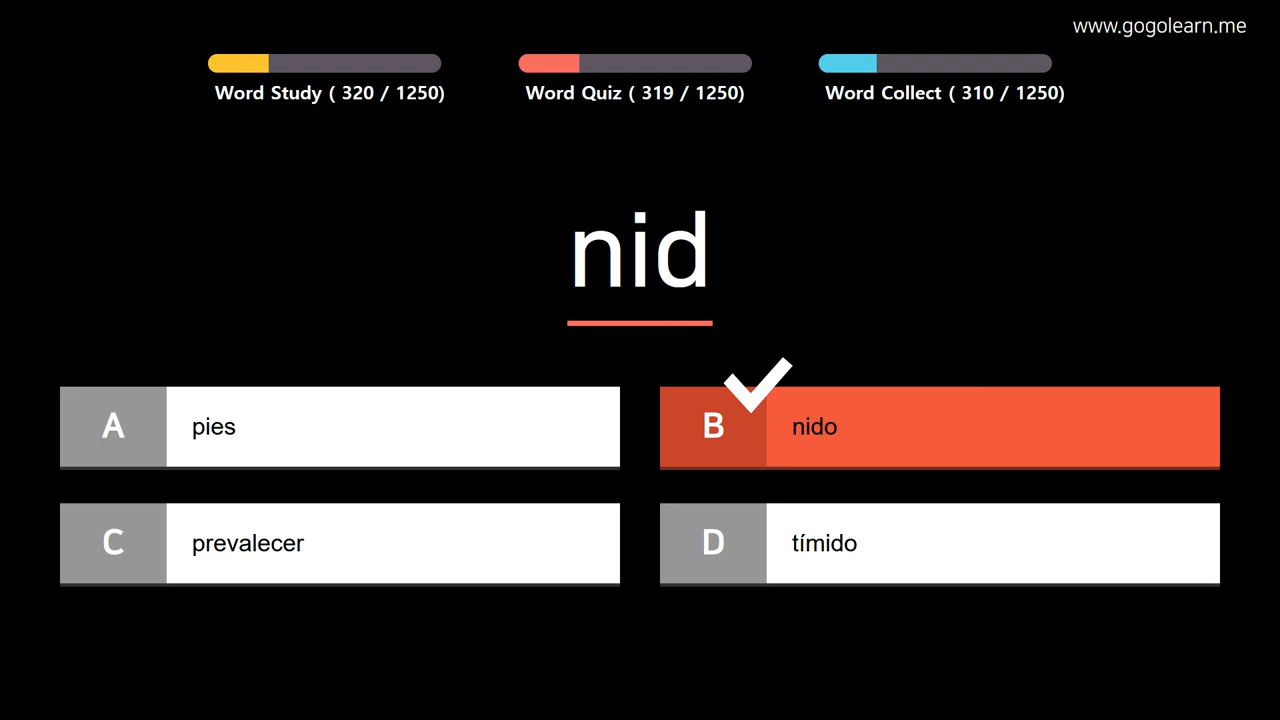 www.gogolearn.me
Word Study ( 320 / 1250)
Word Quiz ( 319 / 1250)
Word Collect ( 310 / 1250)
nid
A pies
B nido
C prevalecer
D tímido